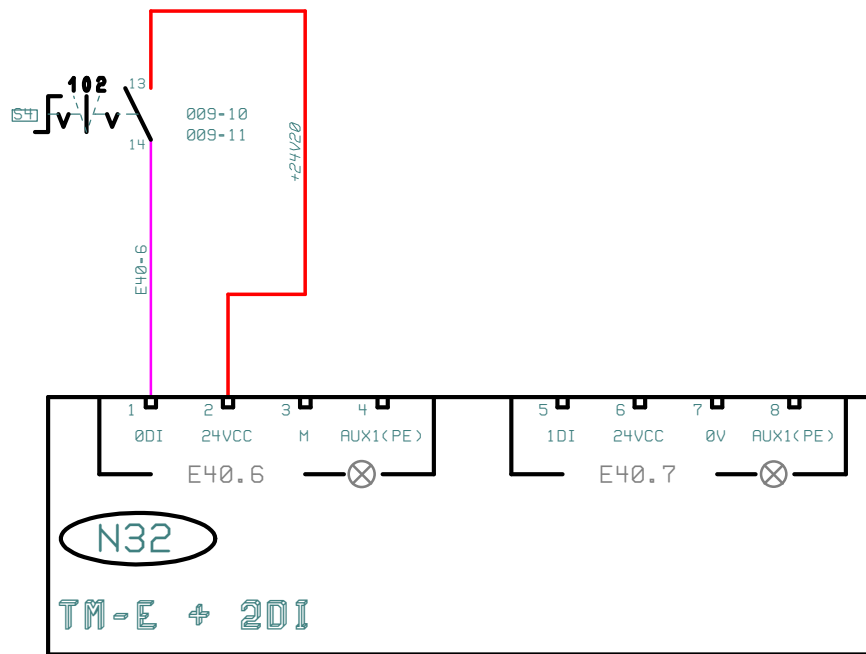 102
13
S4
009-10
009-11
14
+24V20
E40-6
1 2 3 4 5 6 7 8
0DI 24VCC M AUX1(PE) 1DI 24VCC 0V AUX1(PE)
E40.6 E40.7
N32
TM-E + 2DI